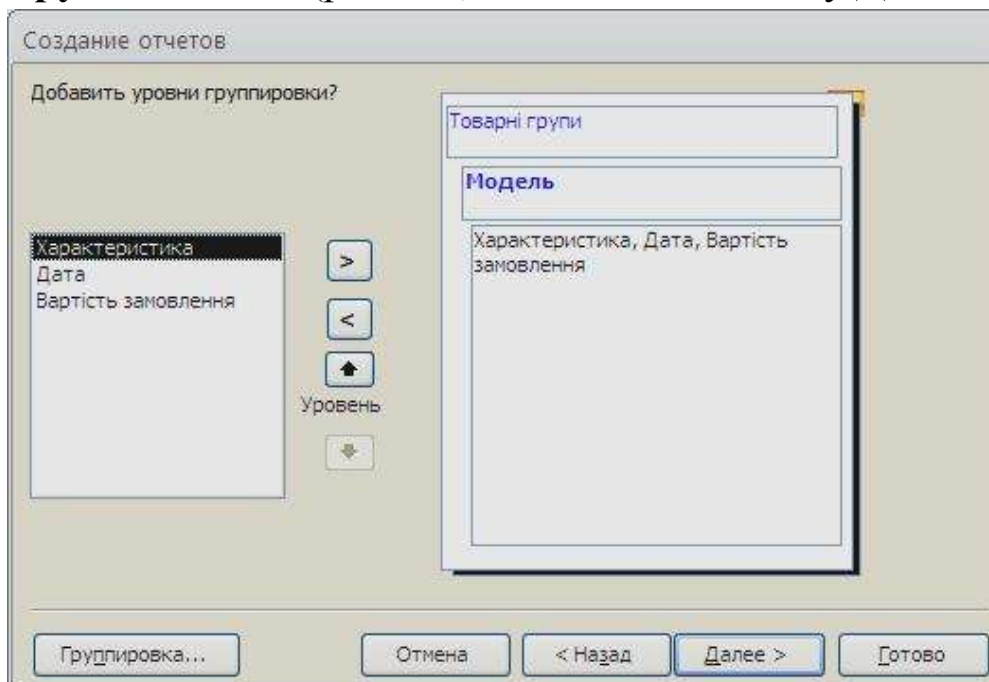 Создание отчетов
Добавить уровни группировки?
Товарні групи
Модель
Характеристика, Дата, Вартість
замовлення
Характеристика
Дата
Вартість замовлення
>
<
Уровень
Группировка...
Отмена
< Назад
Далее >
Готово